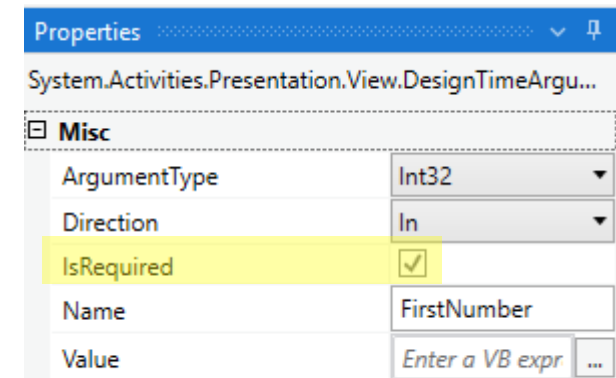 Properties
System.Activities.Presentation.View.DesignTimeArgu...
Misc
ArgumentType Int32
Direction In
IsRequired
Name FirstNumber
Value Enter a VB expr ...